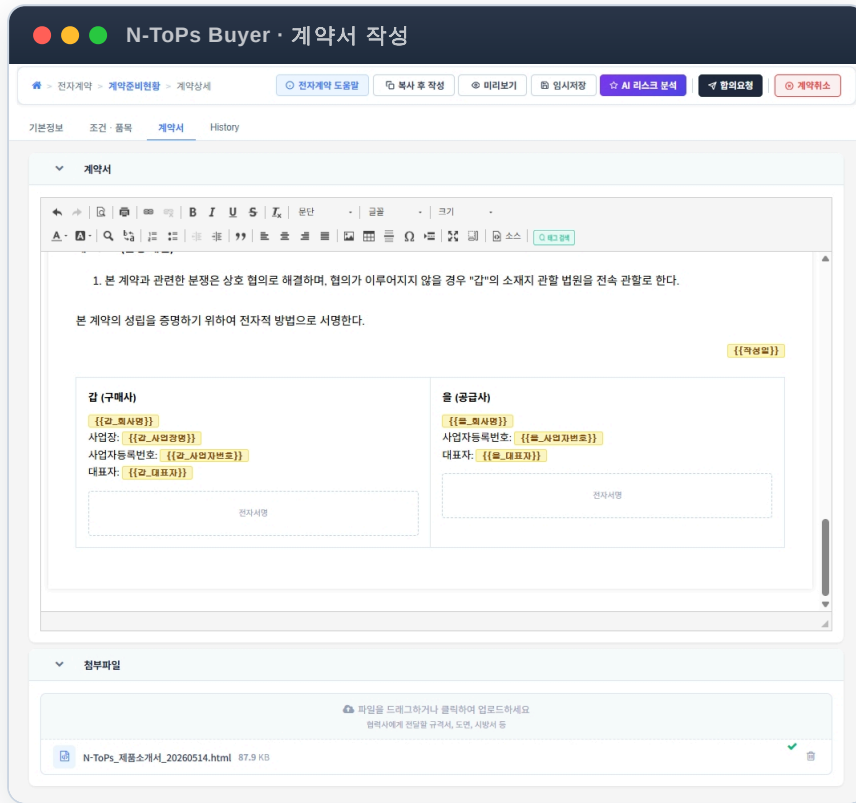 N-ToPs Buyer · 계약서 작성
> 전자계약 > 계약준비현황 > 계약상세
전자계약 도움말 복사 후 작성 미리보기 임시저장 AI 리스크 분석 합의요청 계약취소
기본정보 조건 · 품목 계약서 History
계약서
문단 글꼴 크기
소스 태그 검색
1. 본 계약과 관련한 분쟁은 상호 협의로 해결하며, 협의가 이루어지지 않을 경우 "갑"의 소재지 관할 법원을 전속 관할로 한다.
본 계약의 성립을 증명하기 위하여 전자적 방법으로 서명한다.
{{작성일}}
갑 (구매사)
{{갑_회사명}}
사업장: {{갑_사업장명}}
사업자등록번호: {{갑_사업자번호}}
대표자: {{갑_대표자}}
전자서명
을 (공급사)
{{을_회사명}}
사업자등록번호: {{을_사업자번호}}
대표자: {{을_대표자}}
전자서명
첨부파일
파일을 드래그하거나 클릭하여 업로드하세요
협력사에게 전달할 규격서, 도면, 시방서 등
N-ToPs_제품소개서_20260514.html 87.9 KB